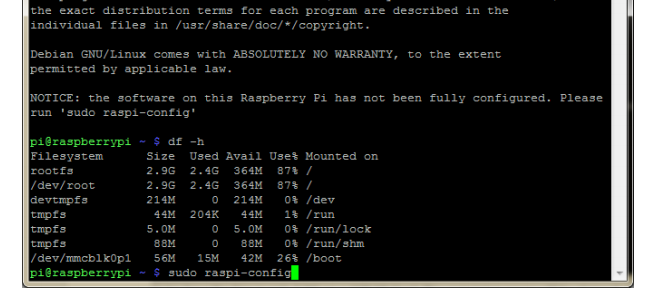 the exact distribution terms for each program are described in the
individual files in /usr/share/doc/*/copyright.
Debian GNU/Linux comes with ABSOLUTELY NO WARRANTY, to the extent
permitted by applicable law.
NOTICE: the software on this Raspberry Pi has not been fully configured. Please
run 'sudo raspi-config'
pi@raspberrypi ~ $ df -h
Filesystem Size Used Avail Use% Mounted on
rootfs 2.9G 2.4G 364M 87% /
/dev/root 2.9G 2.4G 364M 87% /
devtmpfs 214M 0 214M 0% /dev
tmpfs 44M 204K 44M 1% /run
tmpfs 5.0M 0 5.0M 0% /run/lock
tmpfs 88M 0 88M 0% /run/shm
/dev/mmcblk0p1 56M 15M 42M 26% /boot
pi@raspberrypi ~ $ sudo raspi-config